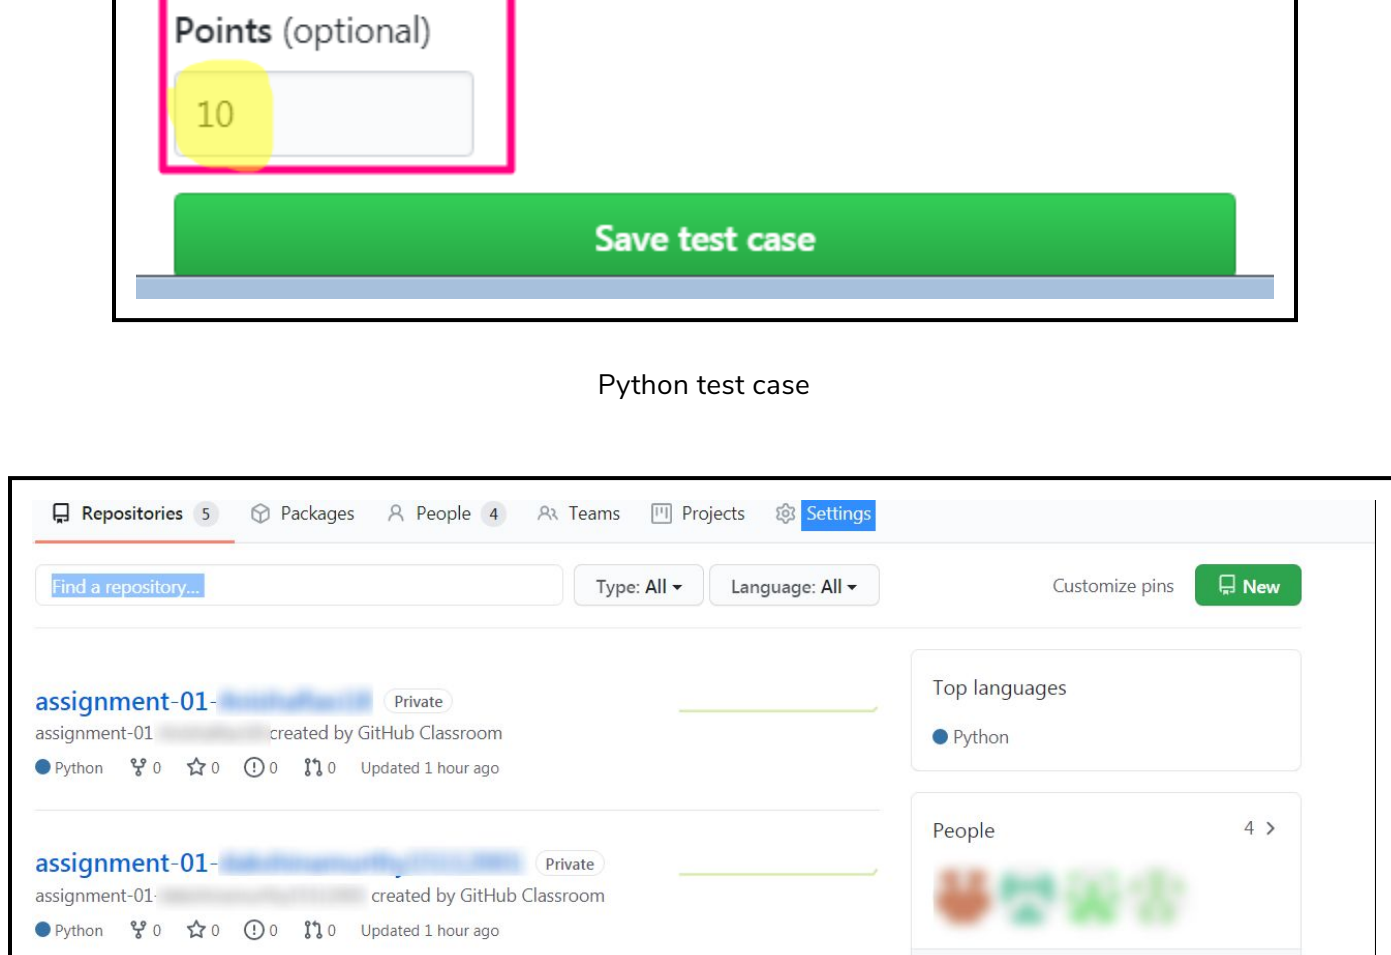 Points (optional)
10
Save test case
Python test case
Repositories 5 Packages People 4 Teams Projects Settings
Find a repository... Type: All Language: All Customize pins New
assignment-01- Private
assignment-01 created by GitHub Classroom
Python 0 0 0 0 Updated 1 hour ago
Top languages
Python
assignment-01- Private
assignment-01- created by GitHub Classroom
Python 0 0 0 0 Updated 1 hour ago
People 4